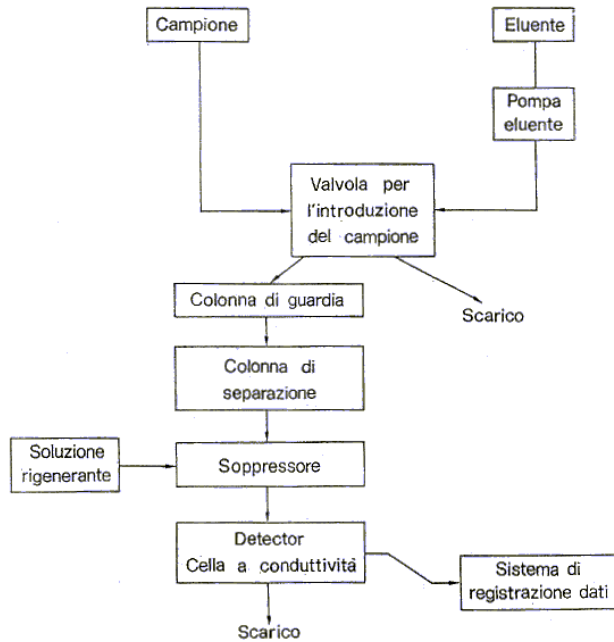 Campione
Eluente
Pompa
eluente
Valvola per
l'introduzione
del campione
Colonna di guardia
Scarico
Colonna di
separazione
Soluzione
rigenerante
Soppressore
Detector
Cella a conduttività
Sistema di
registrazione dati
Scarico